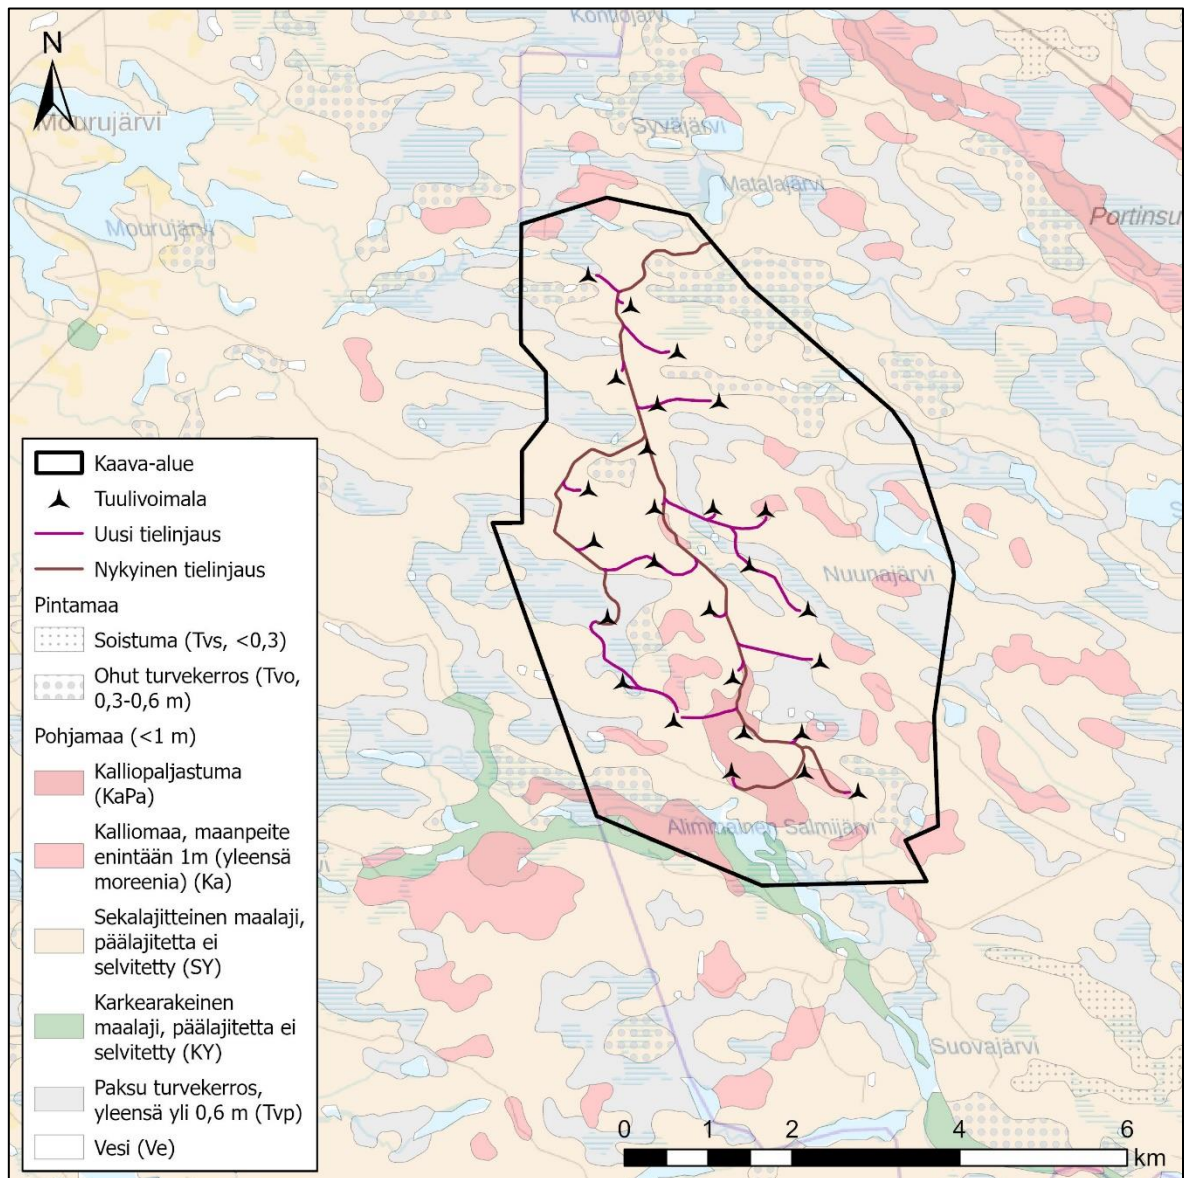 Kontiojärvi
N
Mourujärvi
Syväjärvi
Matalajärvi
Mourujärvi
Portinsu
Nuunajärvi
Alimmainen Salmijärvi
Suovajärvi
Kaava-alue
Tuulivoimala
Uusi tielinjaus
Nykyinen tielinjaus
Pintamaa
Soistuma (Tvs, <0,3)
Ohut turvekerros (Tvo,
0,3-0,6 m)
Pohjamaa (<1 m)
Kalliopaljastuma
(KaPa)
Kalliomaa, maanpeite
enintään 1m (yleensä
moreenia) (Ka)
Sekalajitteinen maalaji,
päälajitetta ei
selvitetty (SY)
Karkearakeinen
maalaji, päälajitetta ei
selvitetty (KY)
Paksu turvekerros,
yleensä yli 0,6 m (Tvp)
Vesi (Ve)
0 1 2 4 6
km